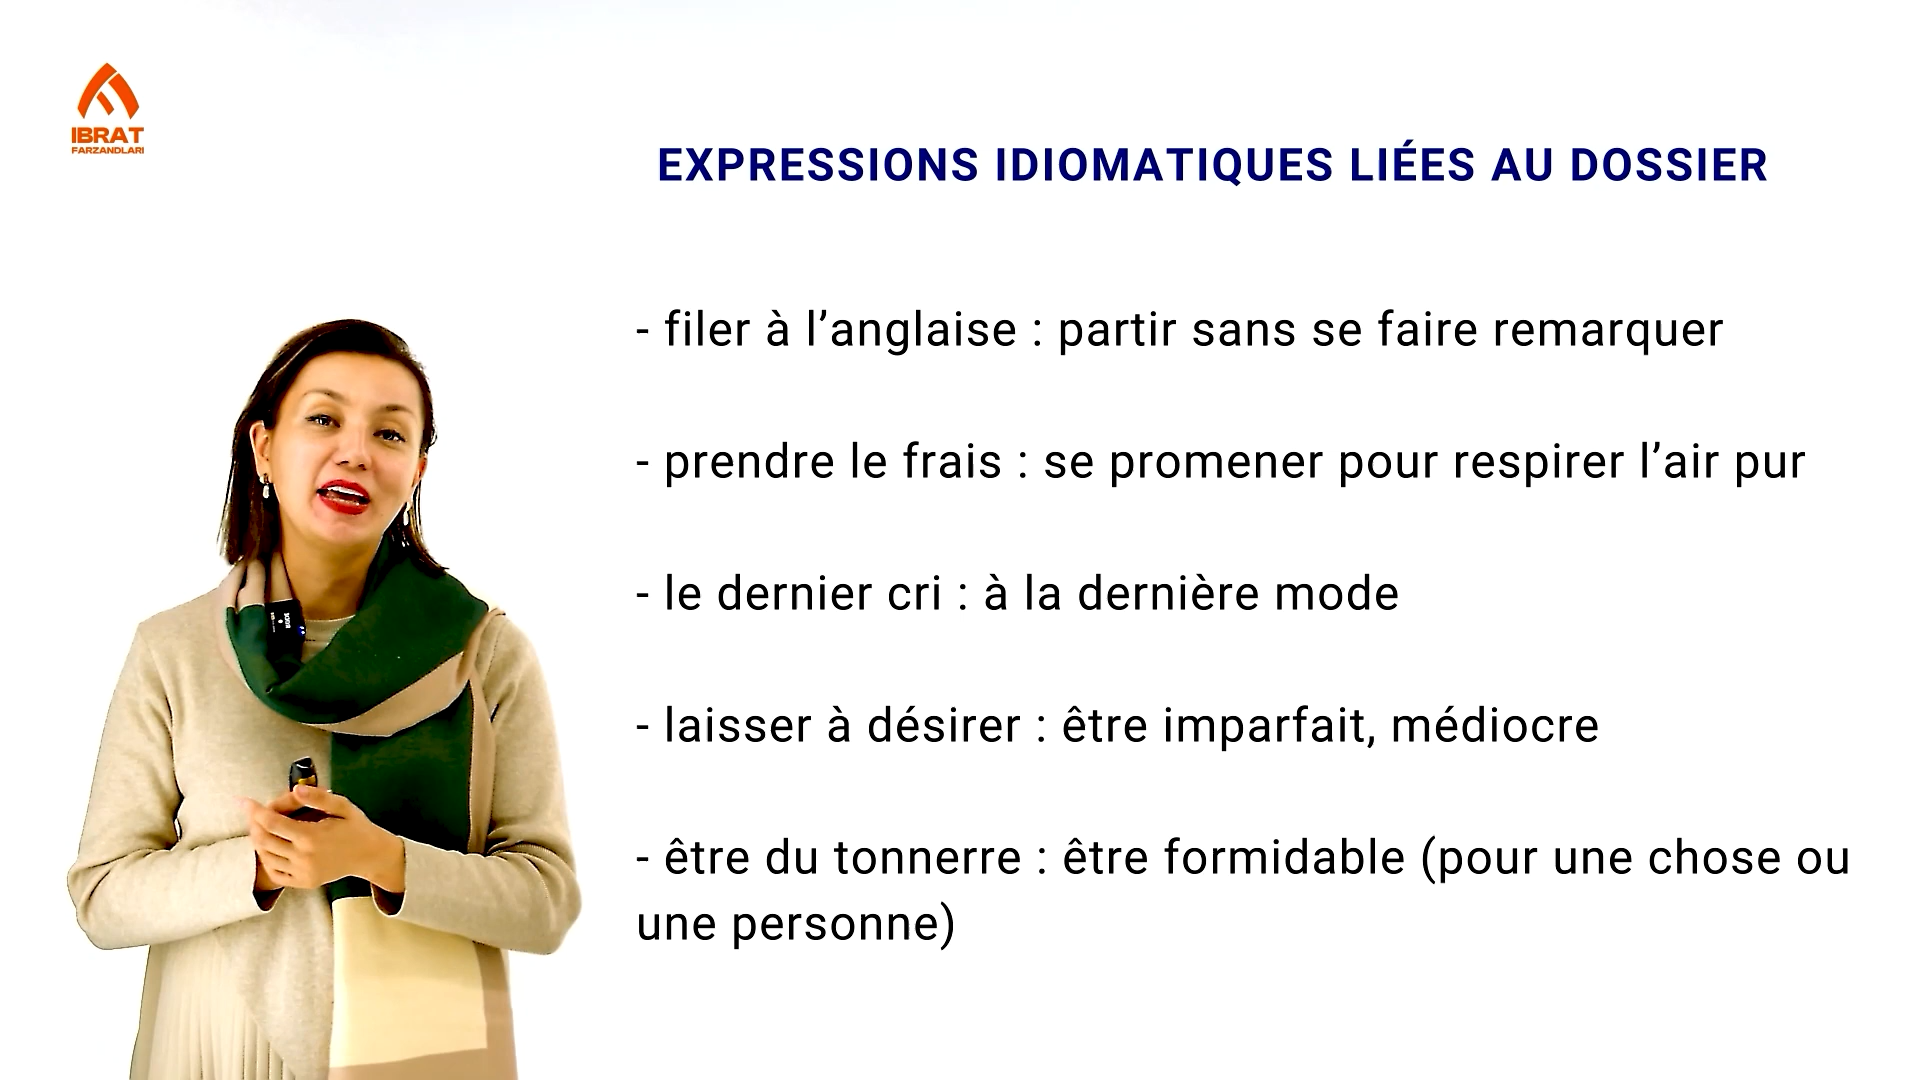 IBRAT
FARZANDLARI
EXPRESSIONS IDIOMATIQUES LIÉES AU DOSSIER
- filer à l’anglaise : partir sans se faire remarquer
- prendre le frais : se promener pour respirer l’air pur
- le dernier cri : à la dernière mode
- laisser à désirer : être imparfait, médiocre
- être du tonnerre : être formidable (pour une chose ou
une personne)